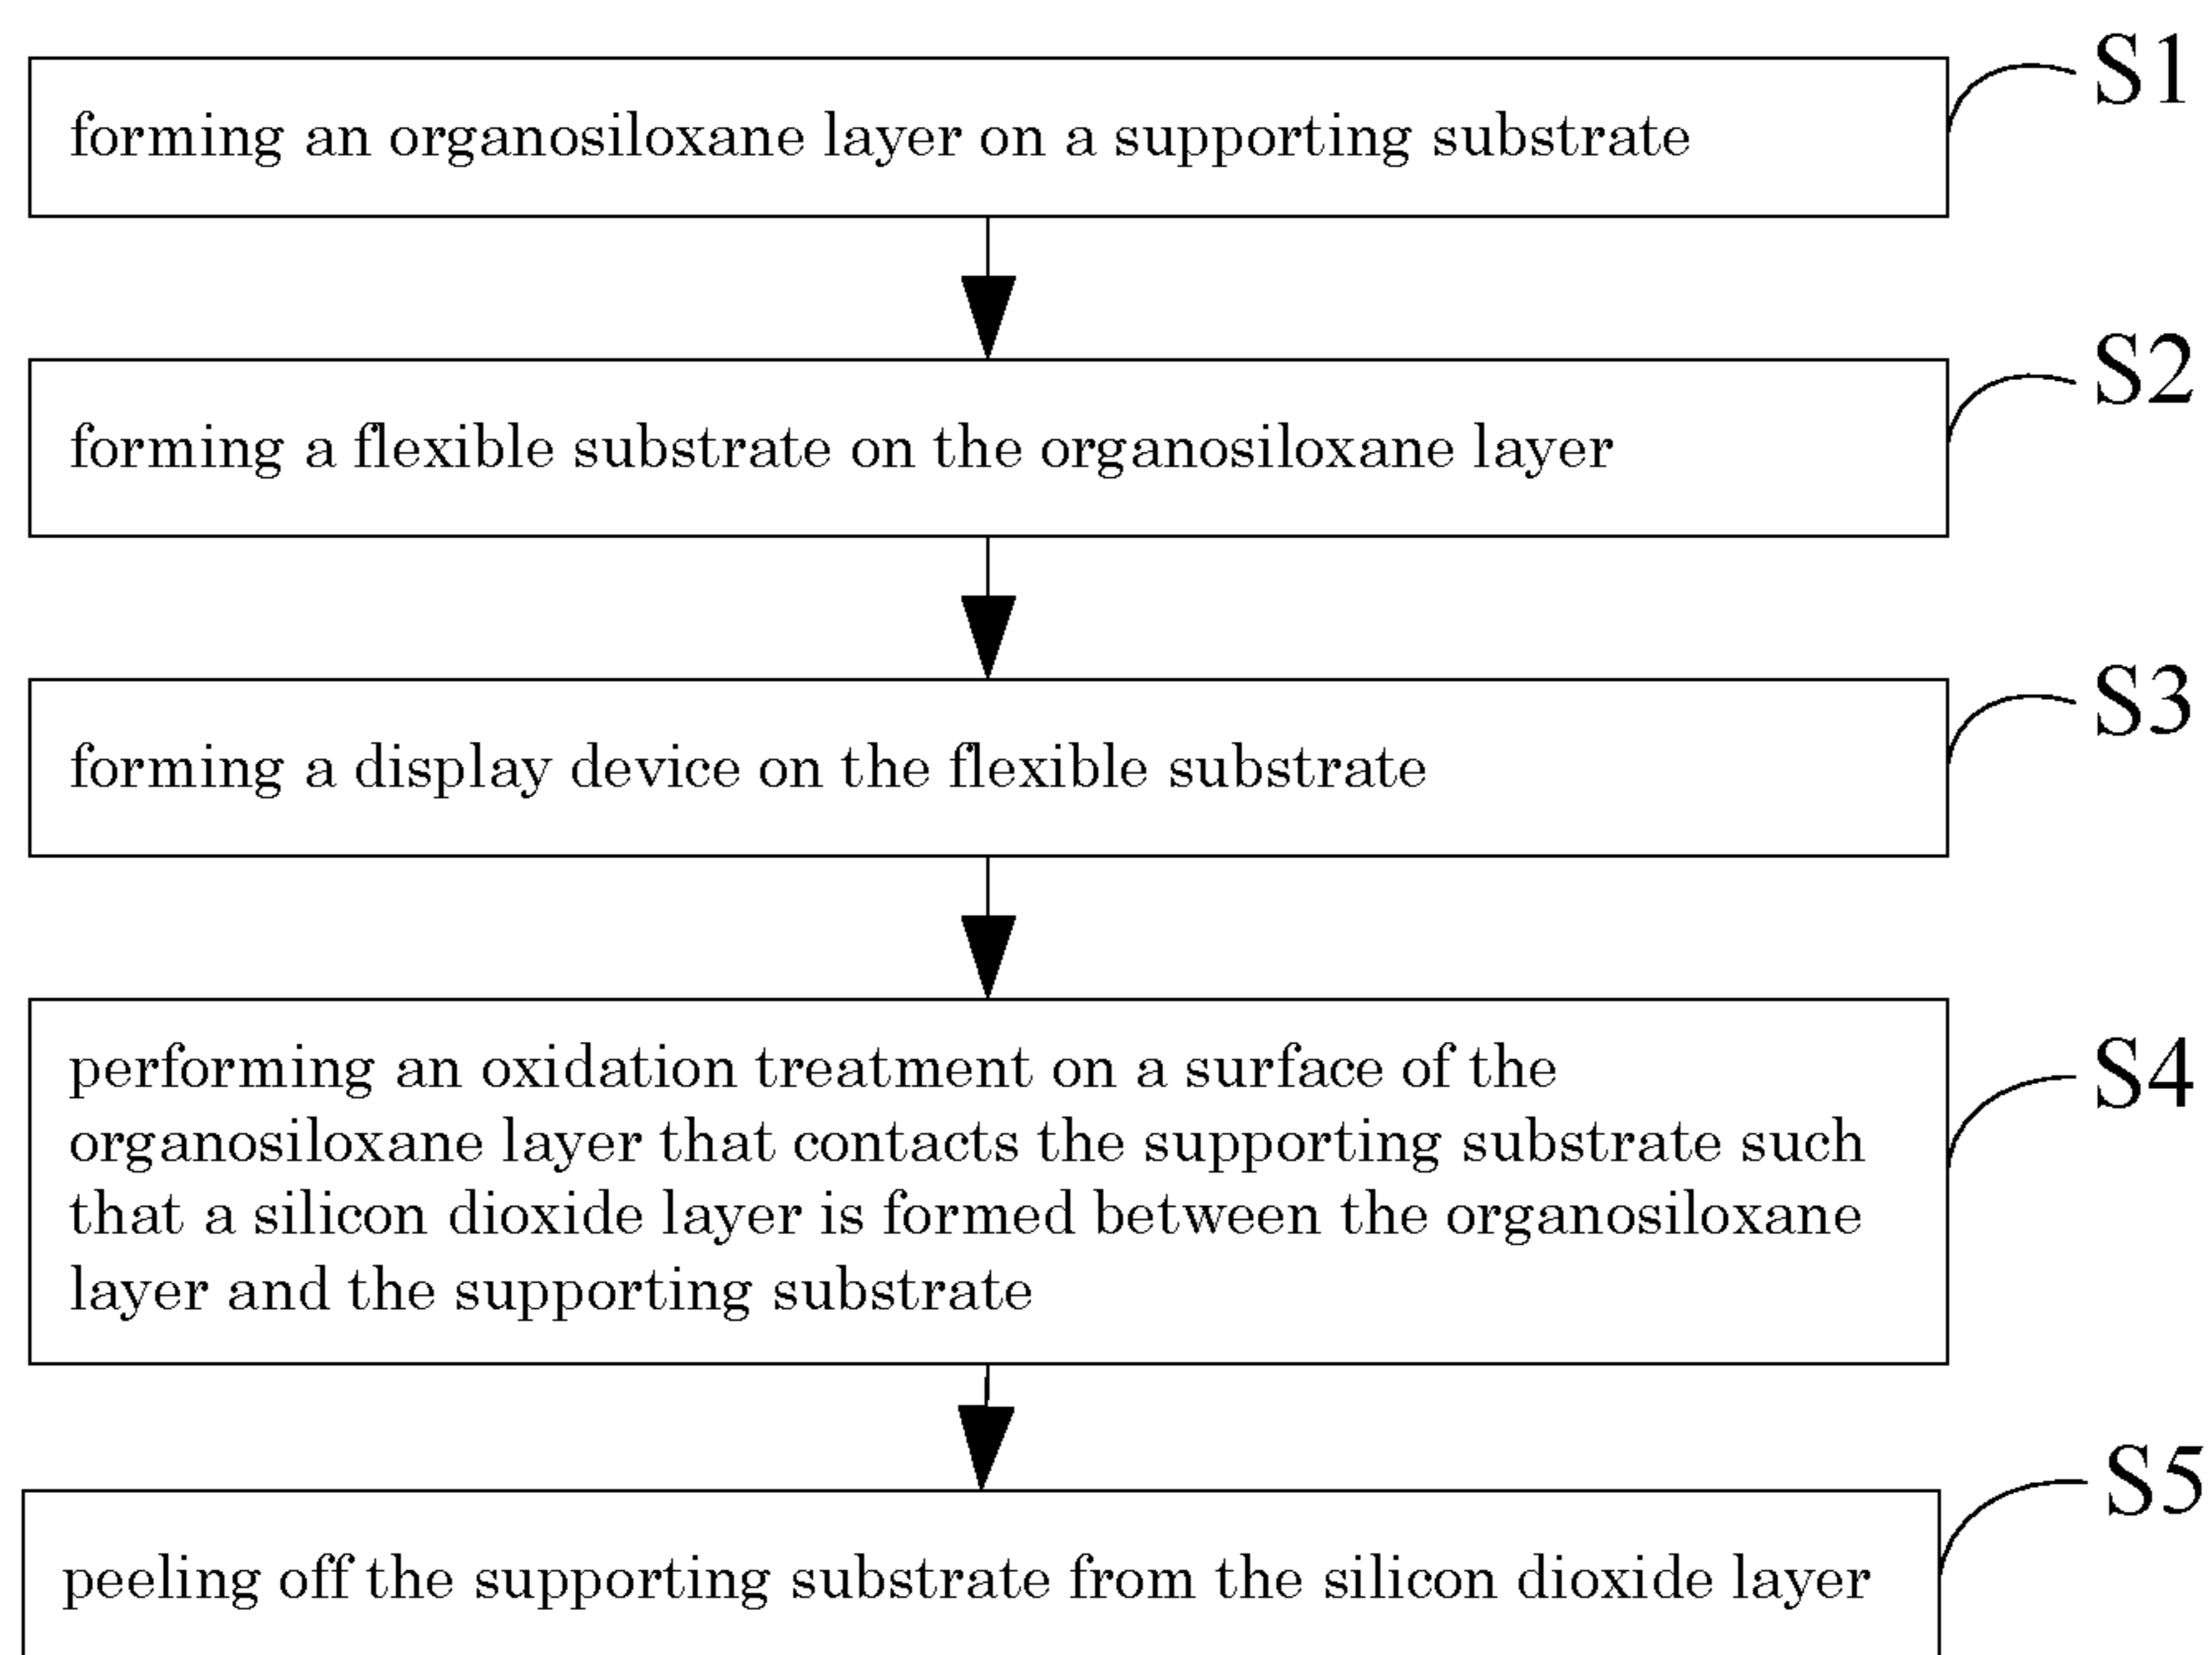 forming an organosiloxane layer on a supporting substrate
S1
forming a flexible substrate on the organosiloxane layer
S2
forming a display device on the flexible substrate
S3
performing an oxidation treatment on a surface of the
organosiloxane layer that contacts the supporting substrate such
that a silicon dioxide layer is formed between the organosiloxane
layer and the supporting substrate
S4
peeling off the supporting substrate from the silicon dioxide layer
S5